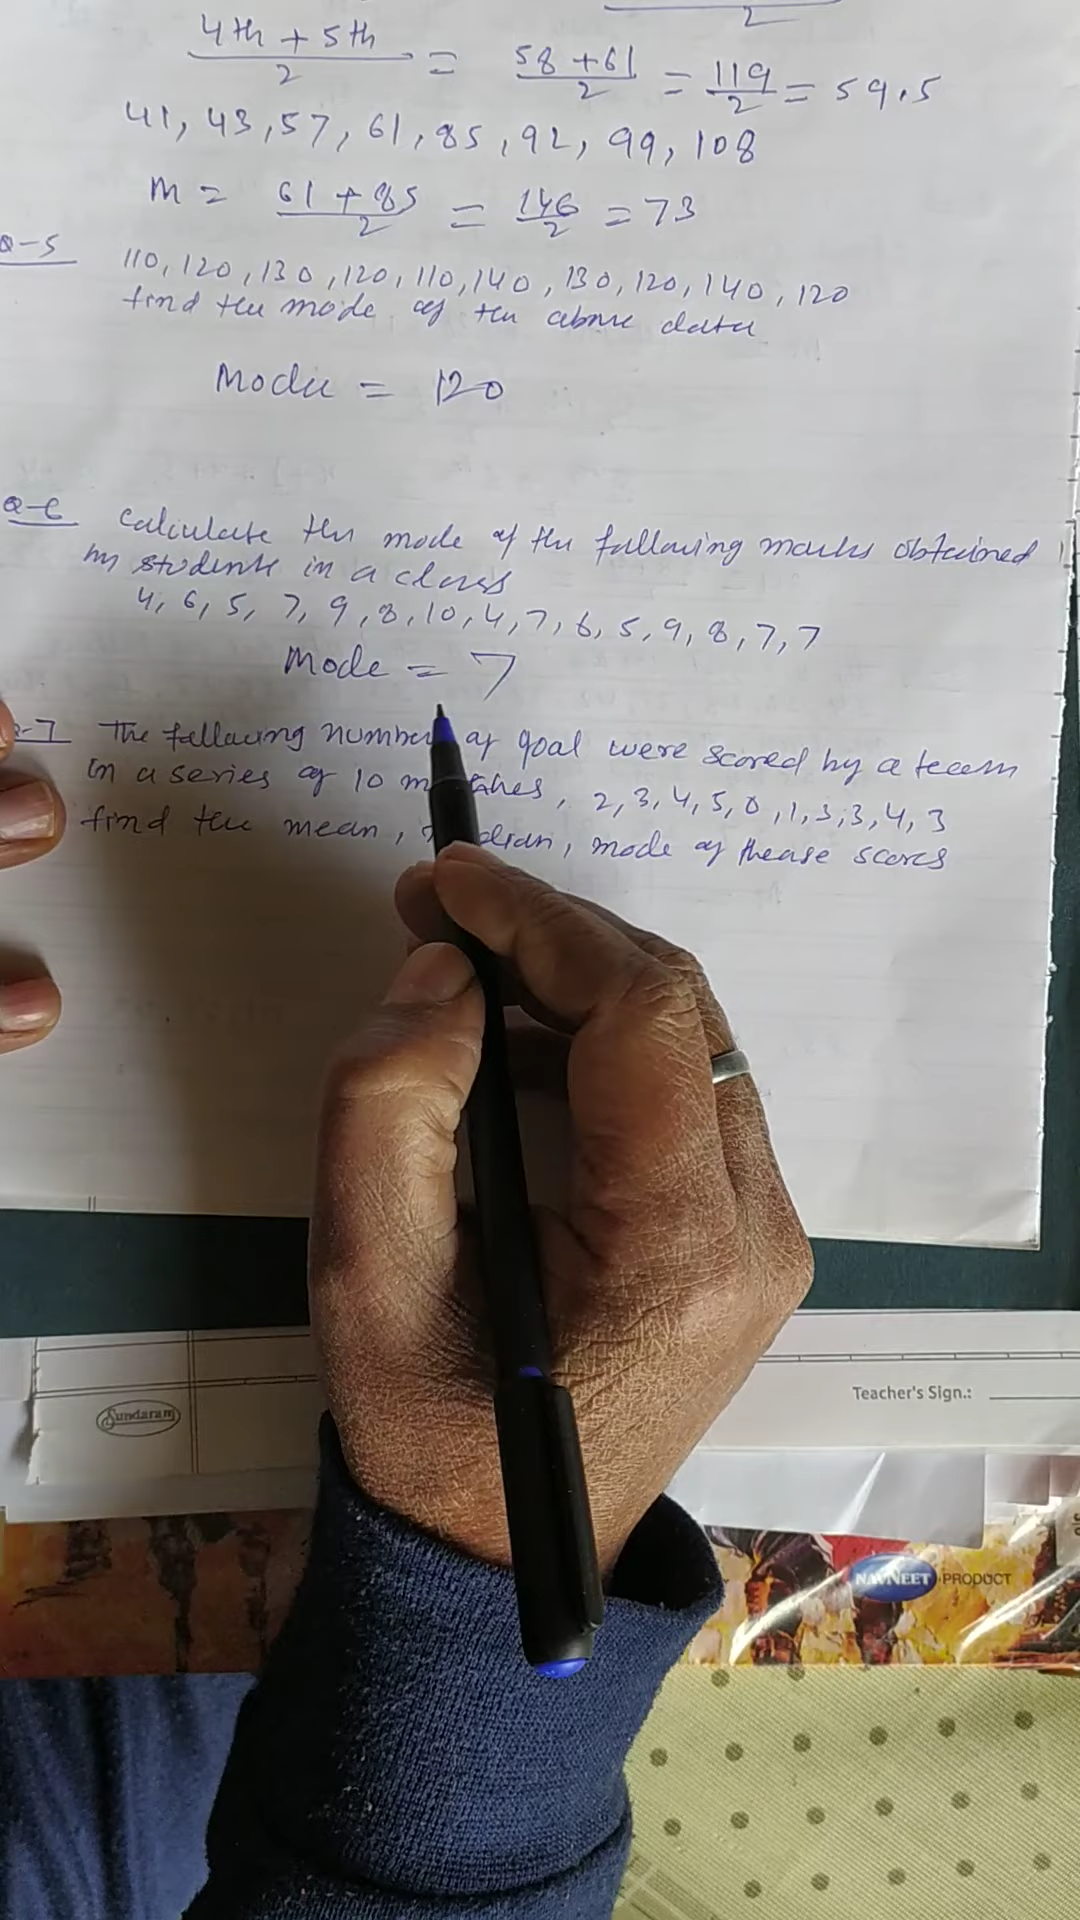 2
4th + 5th / 2 = 58 + 61 / 2 = 119 / 2 = 59.5
41, 43, 57, 61, 85, 92, 99, 108
M = 61 + 85 / 2 = 146 / 2 = 73
Q-5 110, 120, 130, 120, 110, 140, 130, 120, 140, 120
find the mode of the above data
Mode = 120
Q-6 Calculate the mode of the following marks obtained
by students in a class
4, 6, 5, 7, 9, 8, 10, 4, 7, 6, 5, 9, 8, 7, 7
Mode = 7
-7 The following number of goal were scored by a team
in a series of 10 m ches, 2, 3, 4, 5, 0, 1, 3, 3, 4, 3
find the mean, dian, mode of these scores
Teacher's Sign.:
Sundaram
NAVNEET PRODUCT